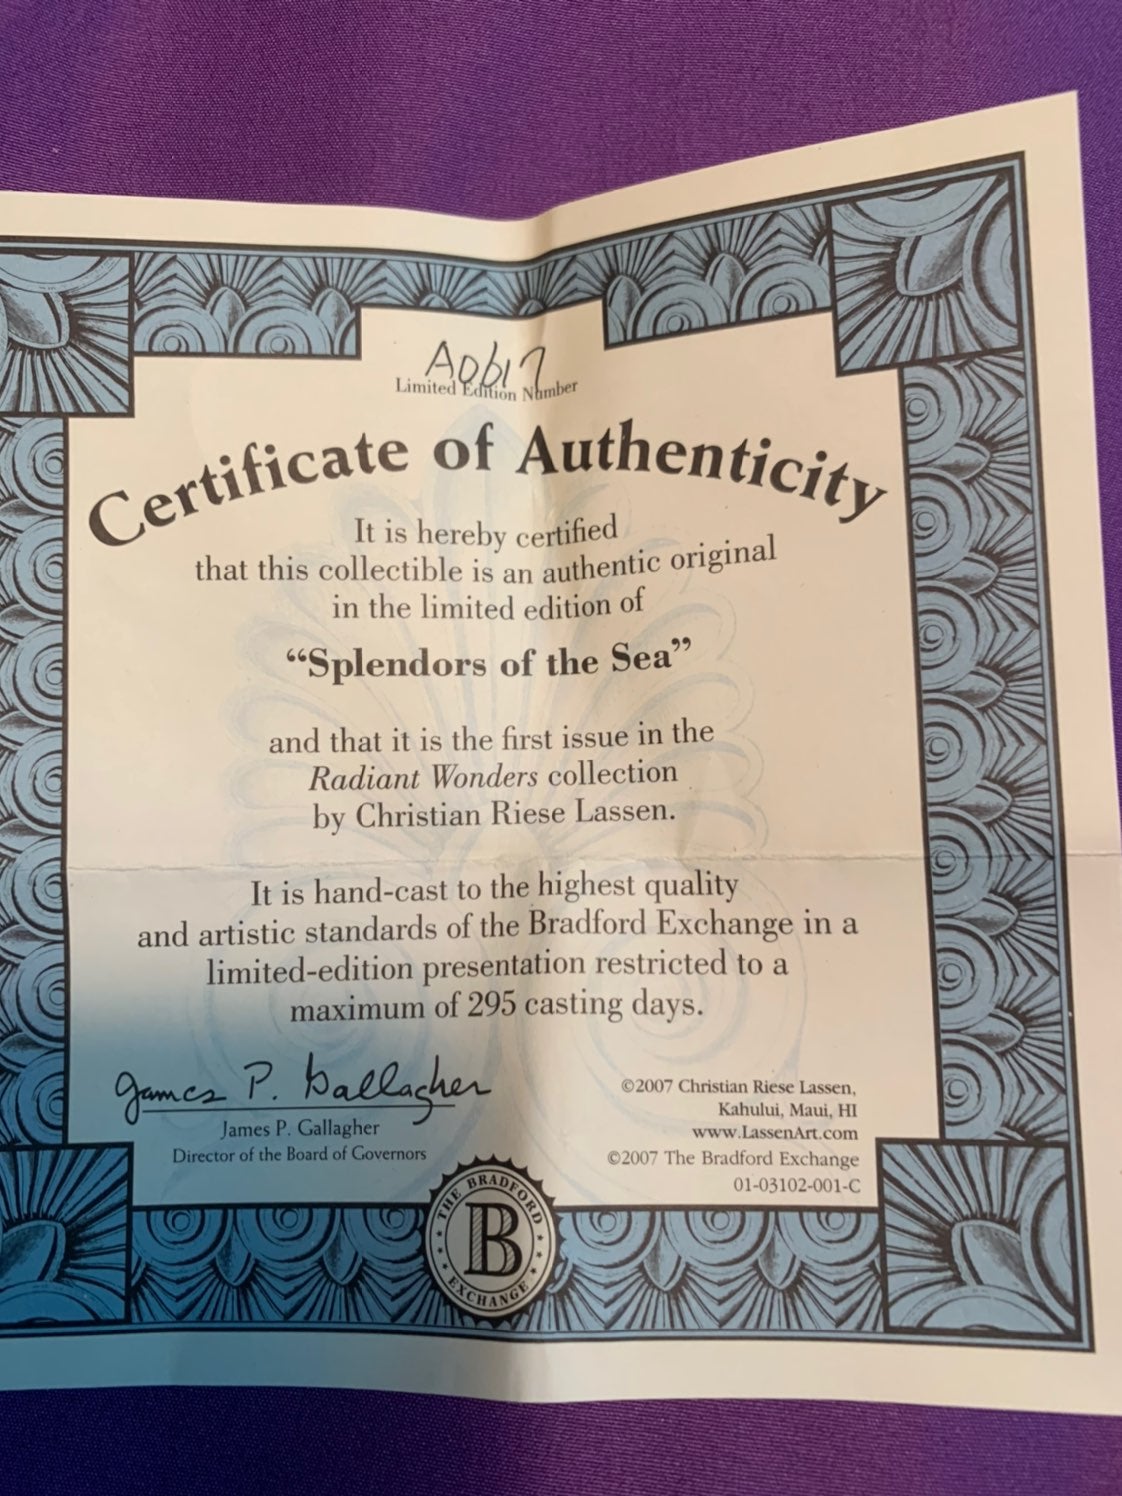 A0617
Limited Edition Number
Certificate of Authenticity
It is hereby certified
that this collectible is an authentic original
in the limited edition of
“Splendors of the Sea”
and that it is the first issue in the
Radiant Wonders collection
by Christian Riese Lassen.
It is hand-cast to the highest quality
and artistic standards of the Bradford Exchange in a
limited-edition presentation restricted to a
maximum of 295 casting days.
James P. Gallagher
James P. Gallagher
Director of the Board of Governors
©2007 Christian Riese Lassen,
Kahului, Maui, HI
www.LassenArt.com
©2007 The Bradford Exchange
01-03102-001-C
THE BRADFORD
B
EXCHANGE